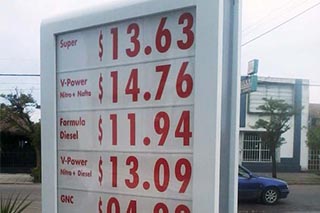 Super $13.63
V-Power
Nitro + Nafta $14.76
Formula
Diesel $11.94
V-Power
Nitro + Diesel $13.09
GNC